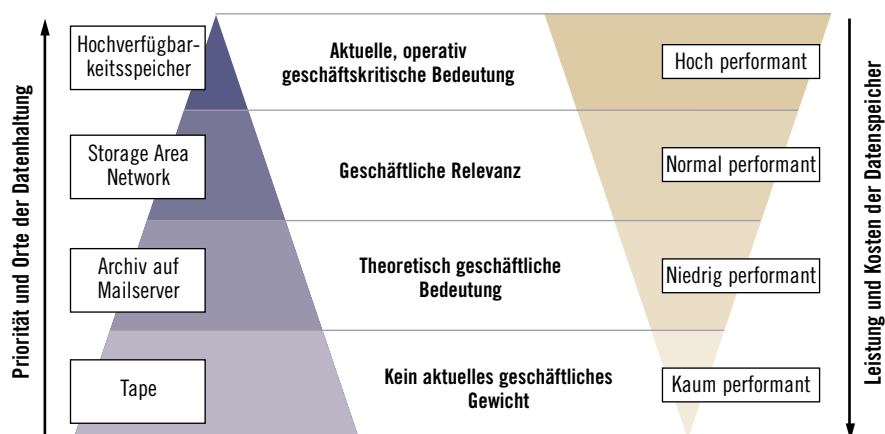 Priorität und Orte der Datenhaltung
Hochverfügbar-
keitsspeicher
Aktuelle, operativ
geschäftskritische Bedeutung
Hoch performant
Storage Area
Network
Geschäftliche Relevanz
Normal performant
Archiv auf
Mailserver
Theoretisch geschäftliche
Bedeutung
Niedrig performant
Tape
Kein aktuelles geschäftliches
Gewicht
Kaum performant
Leistung und Kosten der Datenspeicher